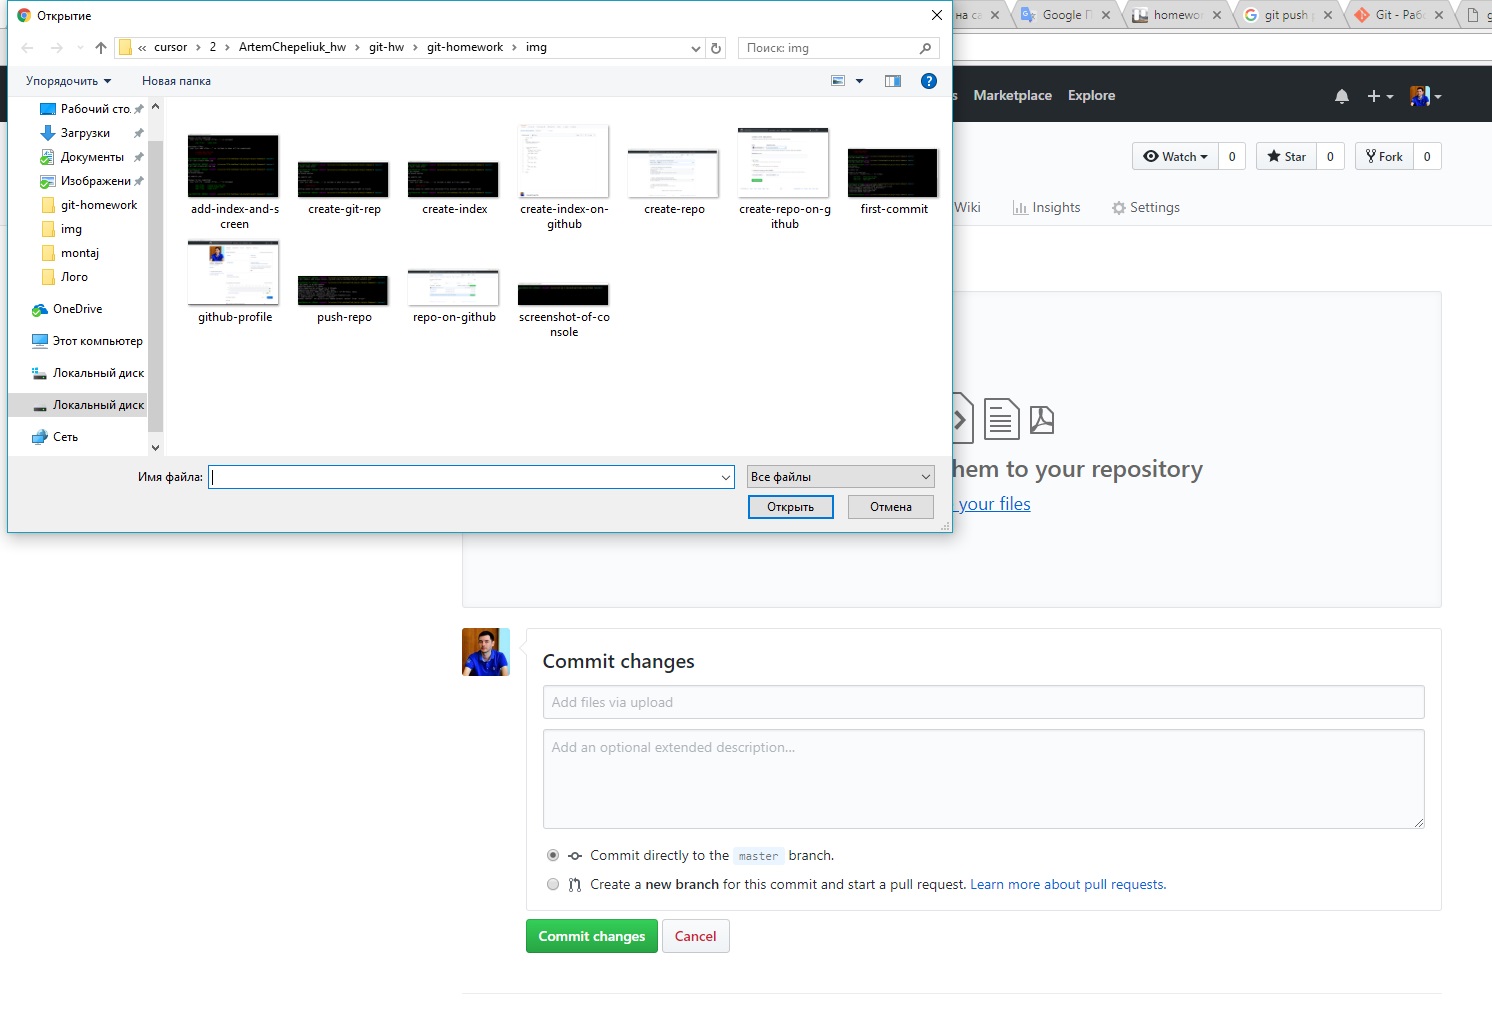 Открытие
на са
Google П
homewor
git push
Git - Рабо
g
« cursor › 2 › ArtemChepeliuk_hw › git-hw › git-homework › img
Поиск: img
Упорядочить
Новая папка
Marketplace
Explore
Рабочий сто.
Загрузки
Документы
Изображени
git-homework
img
montaj
Лого
OneDrive
Этот компьютер
Локальный диск
Локальный диск
Сеть
add-index-and-s
creen
create-git-rep
create-index
create-index-on-
github
create-repo
create-repo-on-g
ithub
first-commit
github-profile
push-repo
repo-on-github
screenshot-of-co
nsole
Имя файла:
Все файлы
Открыть
Отмена
Watch 0
Star 0
Fork 0
Wiki
Insights
Settings
hem to your repository
your files
Commit changes
Add files via upload
Add an optional extended description...
Commit directly to the master branch.
Create a new branch for this commit and start a pull request. Learn more about pull requests.
Commit changes
Cancel